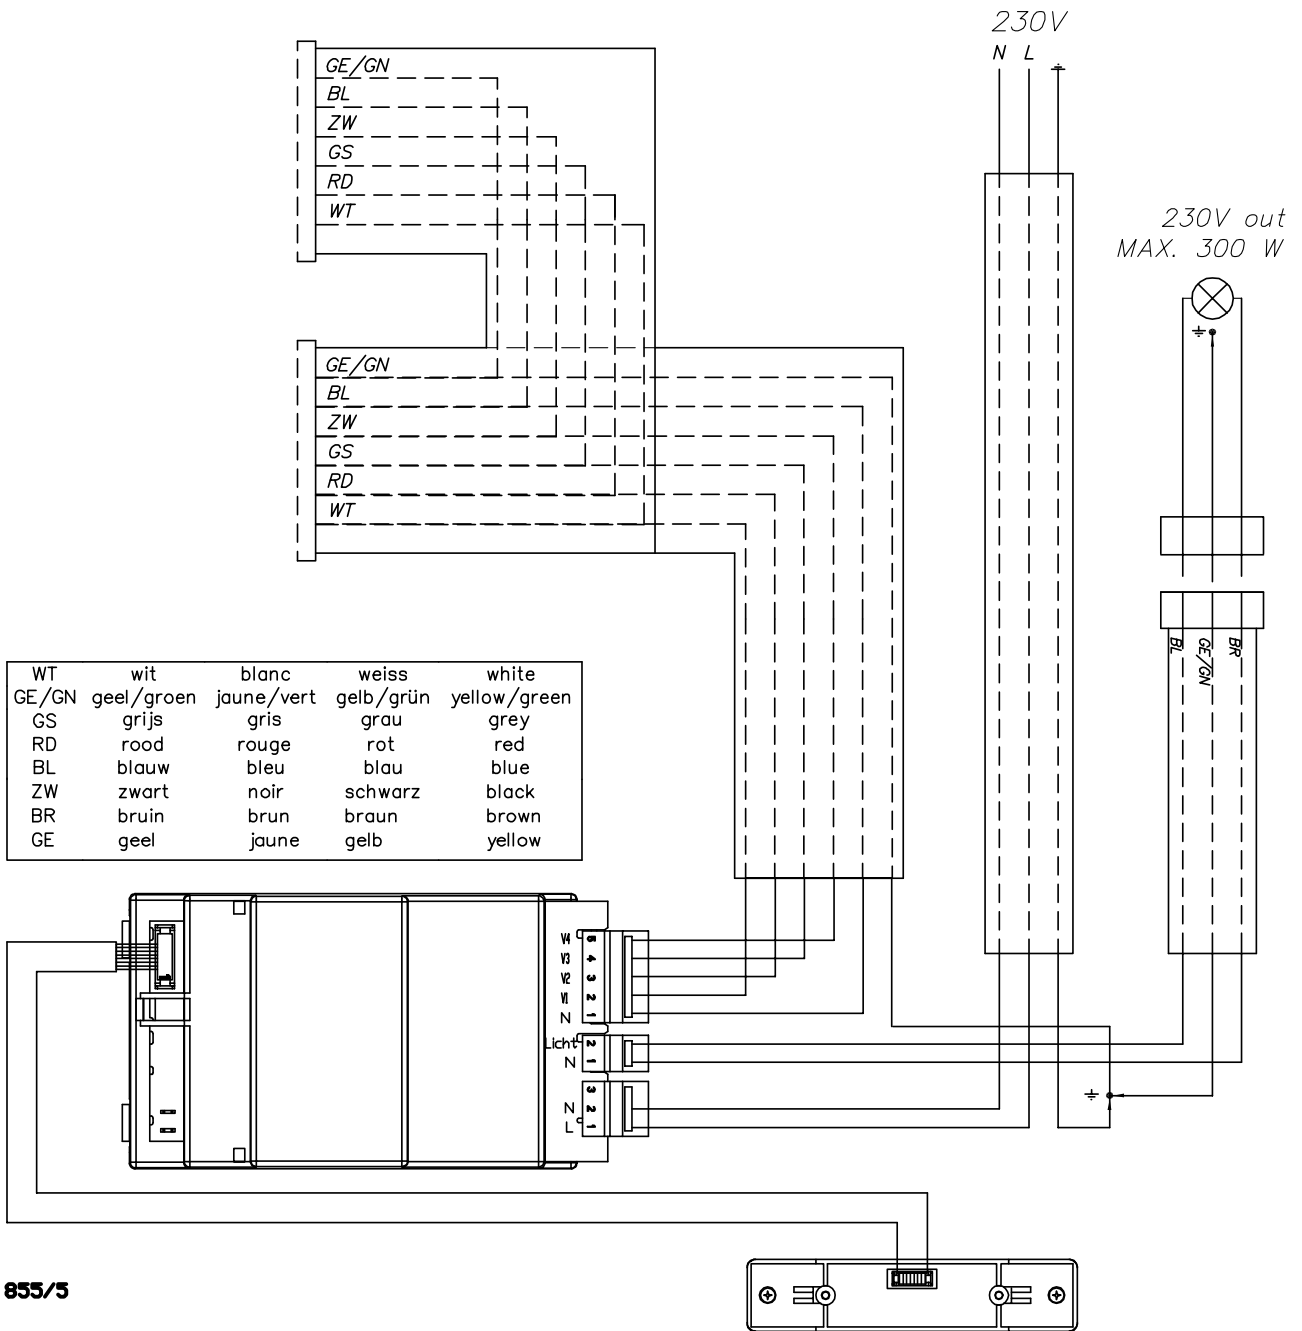 230V
N L
GE/GN
BL
ZW
GS
RD
WT
230V out
MAX. 300 W
GE/GN
BL
ZW
GS
RD
WT
BL GE/GN BR
WT wit blanc weiss white
GE/GN geel/groen jaune/vert gelb/grün yellow/green
GS grijs gris grau grey
RD rood rouge rot red
BL blauw bleu blau blue
ZW zwart noir schwarz black
BR bruin brun braun brown
GE geel jaune gelb yellow
V4 5
V3 4
V2 3
V1 2
N 1
Licht 2
N 1
3
N 2
L 1
855/5